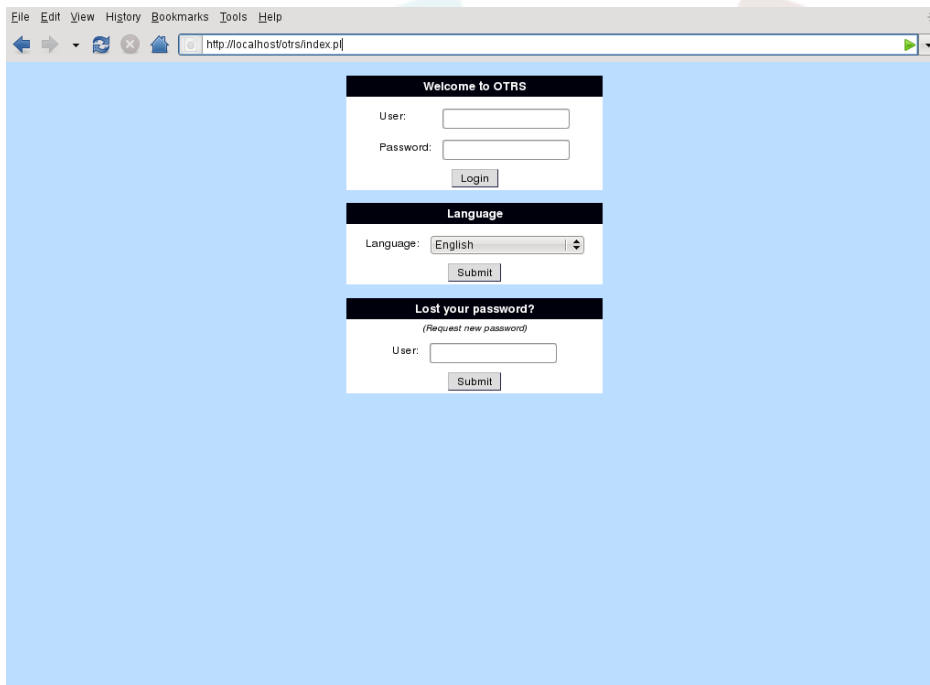 File Edit View History Bookmarks Tools Help
http://localhost/otrs/index.pl
Welcome to OTRS
User:
Password:
Login
Language
Language: English
Submit
Lost your password?
(Request new password)
User:
Submit